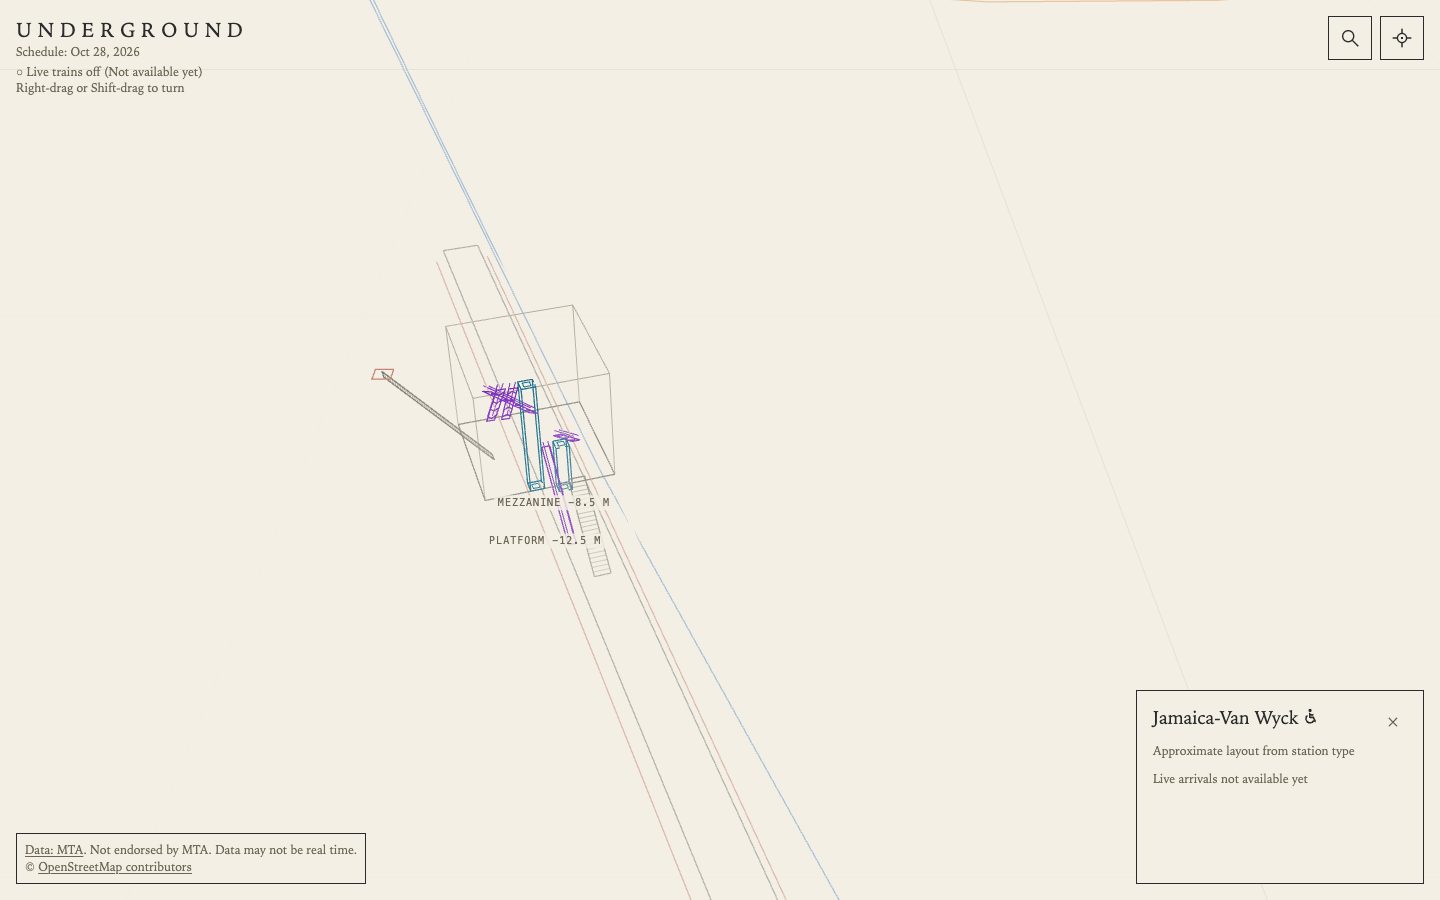 UNDERGROUND
Schedule: Oct 28, 2026
○ Live trains off (Not available yet)
Right-drag or Shift-drag to turn
MEZZANINE −8.5 M
PLATFORM −12.5 M
Jamaica-Van Wyck ♿
×
Approximate layout from station type
Live arrivals not available yet
Data: MTA. Not endorsed by MTA. Data may not be real time.
© OpenStreetMap contributors